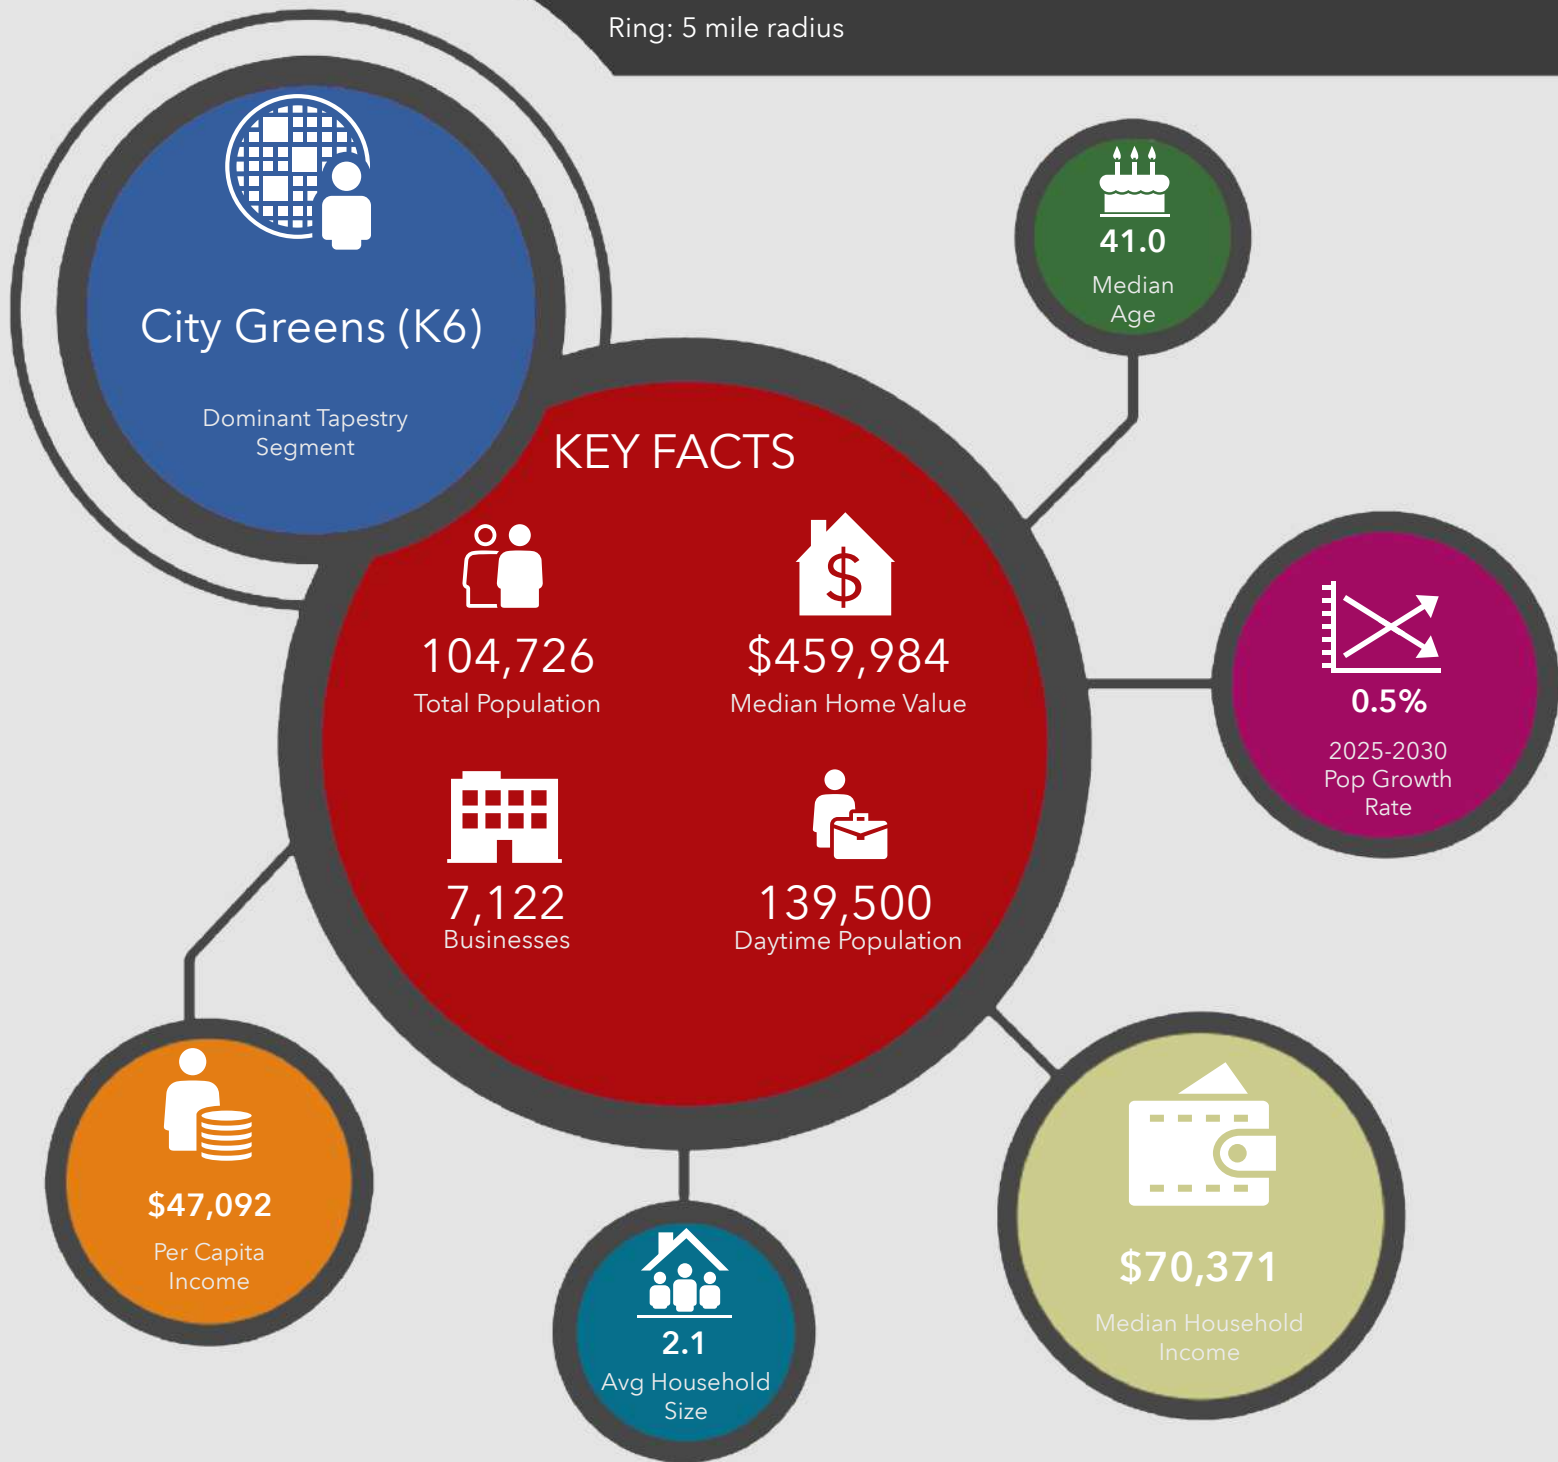 Ring: 5 mile radius
City Greens (K6)
Dominant Tapestry
Segment
KEY FACTS
104,726
Total Population
$459,984
Median Home Value
7,122
Businesses
139,500
Daytime Population
41.0
Median
Age
0.5%
2025-2030
Pop Growth
Rate
$47,092
Per Capita
Income
2.1
Avg Household
Size
$70,371
Median Household
Income